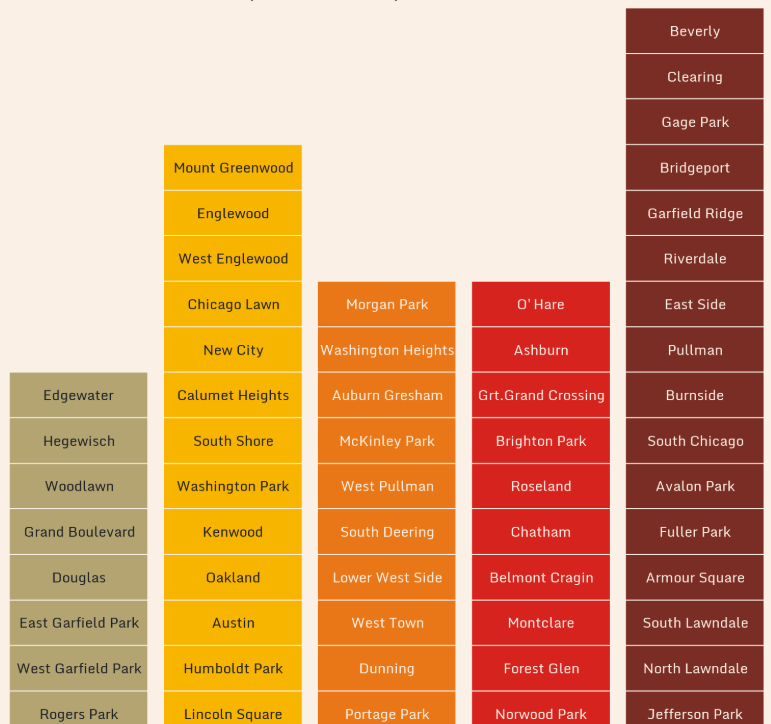 Edgewater
Hegewisch
Woodlawn
Grand Boulevard
Douglas
East Garfield Park
West Garfield Park
Rogers Park
Mount Greenwood
Englewood
West Englewood
Chicago Lawn
New City
Calumet Heights
South Shore
Washington Park
Kenwood
Oakland
Austin
Humboldt Park
Lincoln Square
Morgan Park
Washington Heights
Auburn Gresham
McKinley Park
West Pullman
South Deering
Lower West Side
West Town
Dunning
Portage Park
O' Hare
Ashburn
Grt.Grand Crossing
Brighton Park
Roseland
Chatham
Belmont Cragin
Montclare
Forest Glen
Norwood Park
Beverly
Clearing
Gage Park
Bridgeport
Garfield Ridge
Riverdale
East Side
Pullman
Burnside
South Chicago
Avalon Park
Fuller Park
Armour Square
South Lawndale
North Lawndale
Jefferson Park